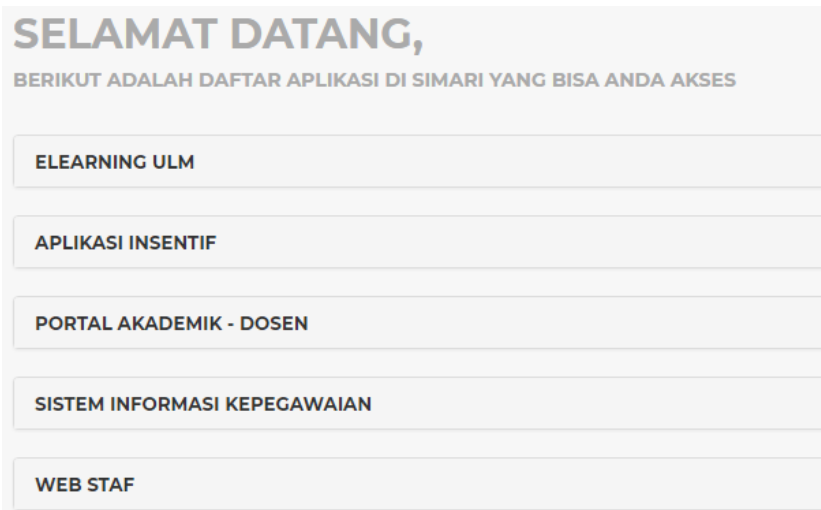 SELAMAT DATANG,
BERIKUT ADALAH DAFTAR APLIKASI DI SIMARI YANG BISA ANDA AKSES
ELEARNING ULM
APLIKASI INSENTIF
PORTAL AKADEMIK - DOSEN
SISTEM INFORMASI KEPEGAWAIAN
WEB STAF